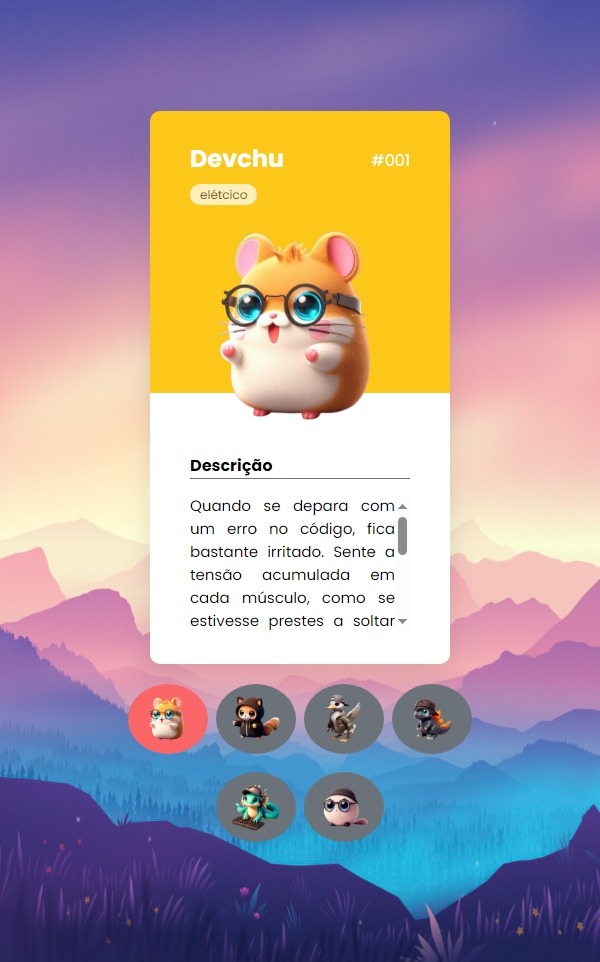 Devchu
#001
elétcico
Descrição
Quando se depara com
um erro no código, fica
bastante irritado. Sente a
tensão acumulada em
cada músculo, como se
estivesse prestes a soltar